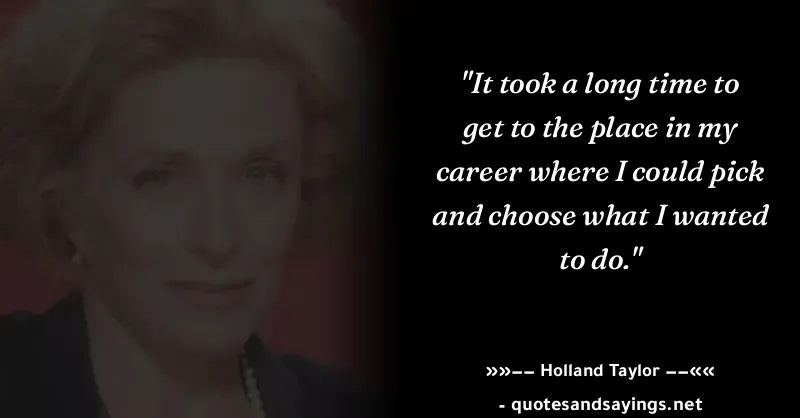 "It took a long time to
get to the place in my
career where I could pick
and choose what I wanted
to do."
»»–– Holland Taylor ––««
- quotesandsayings.net